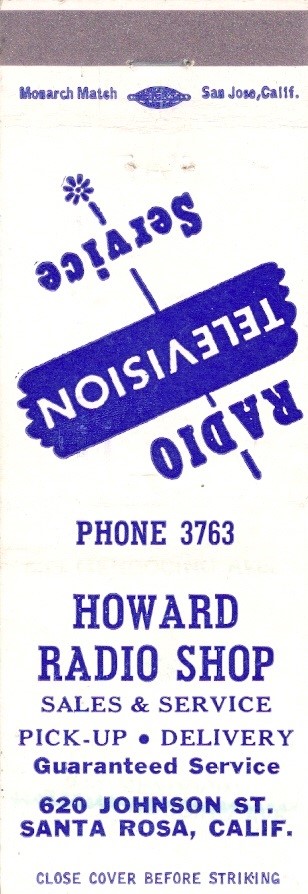 Monarch Match San Jose, Calif.
RADIO
TELEVISION
Service
PHONE 3763
HOWARD
RADIO SHOP
SALES & SERVICE
PICK-UP • DELIVERY
Guaranteed Service
620 JOHNSON ST.
SANTA ROSA, CALIF.
CLOSE COVER BEFORE STRIKING